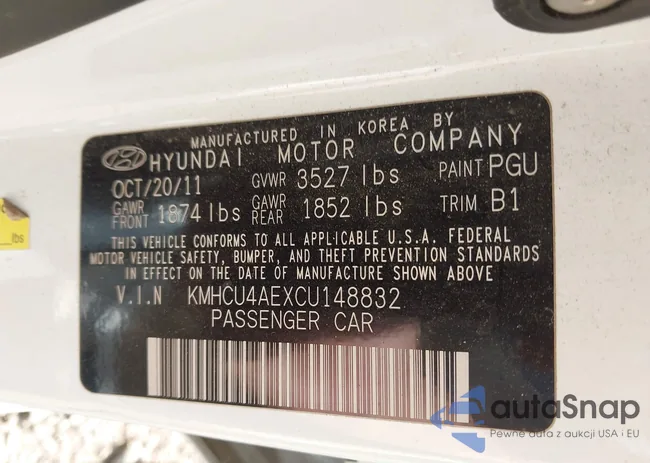 MANUFACTURED IN KOREA BY
HYUNDAI MOTOR COMPANY
OCT/20/11 GVWR 3527 lbs PAINT PGU
GAWR FRONT 1874 lbs GAWR REAR 1852 lbs TRIM B1
THIS VEHICLE CONFORMS TO ALL APPLICABLE U.S.A. FEDERAL
MOTOR VEHICLE SAFETY, BUMPER, AND THEFT PREVENTION STANDARDS
IN EFFECT ON THE DATE OF MANUFACTURE SHOWN ABOVE.
V.I.N KMHCU4AEXCU148832
PASSENGER CAR
lbs
autoSnap
Pewne auta z aukcji USA i EU